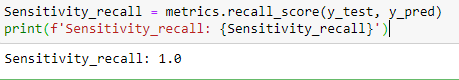 Sensitivity_recall = metrics.recall_score(y_test, y_pred)
print(f'Sensitivity_recall: {Sensitivity_recall}')
Sensitivity_recall: 1.0